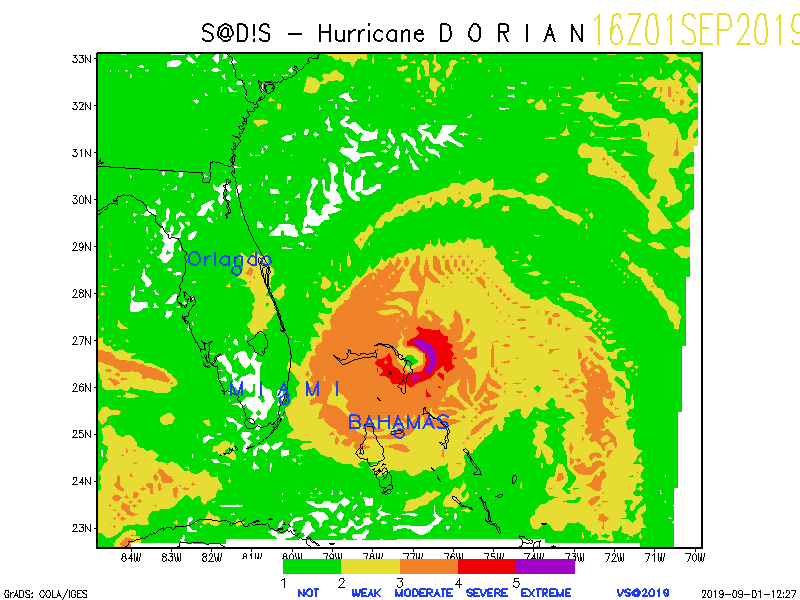 S@D!S - Hurricane D O R I A N 16Z01SEP2019
33N
32N
31N
30N
29N
28N
27N
26N
25N
24N
23N
Orlando
M I A M I
BAHAMAS
84W 83W 82W 81W 80W 79W 78W 77W 76W 75W 74W 73W 72W 71W 70W
1 2 3 4 5
NOT WEAK MODERATE SEVERE EXTREME VS@2019
GrADS: COLA/IGES 2019-09-01-12:27